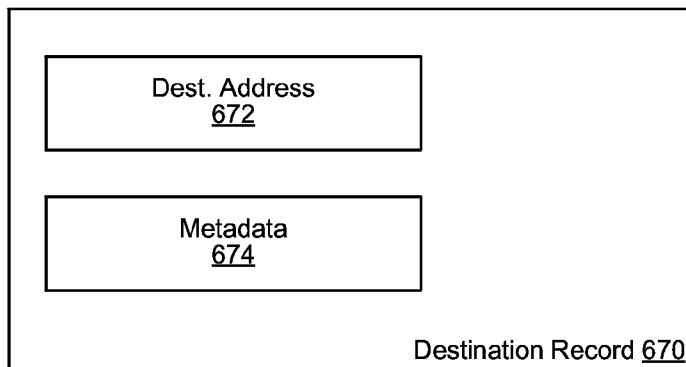 Dest. Address
672
Metadata
674
Destination Record 670